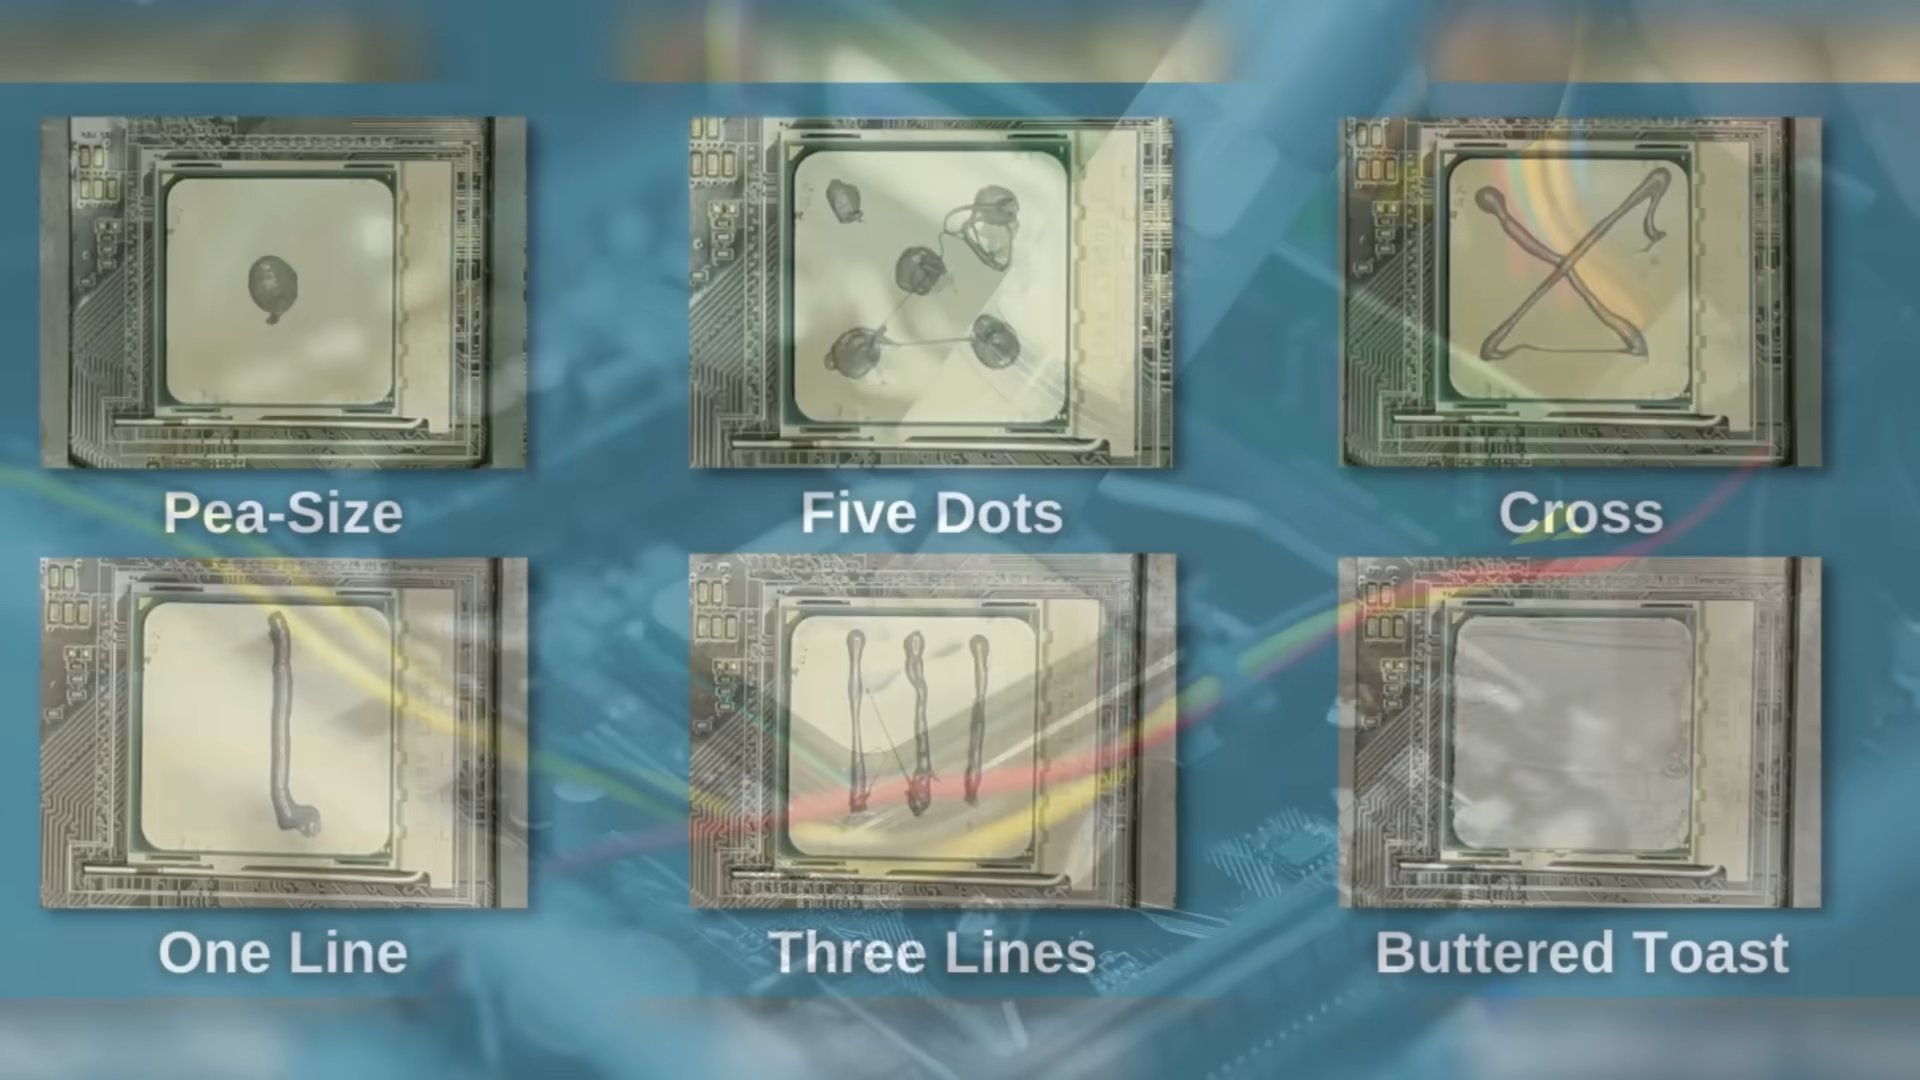 Pea-Size
Five Dots
Cross
One Line
Three Lines
Buttered Toast